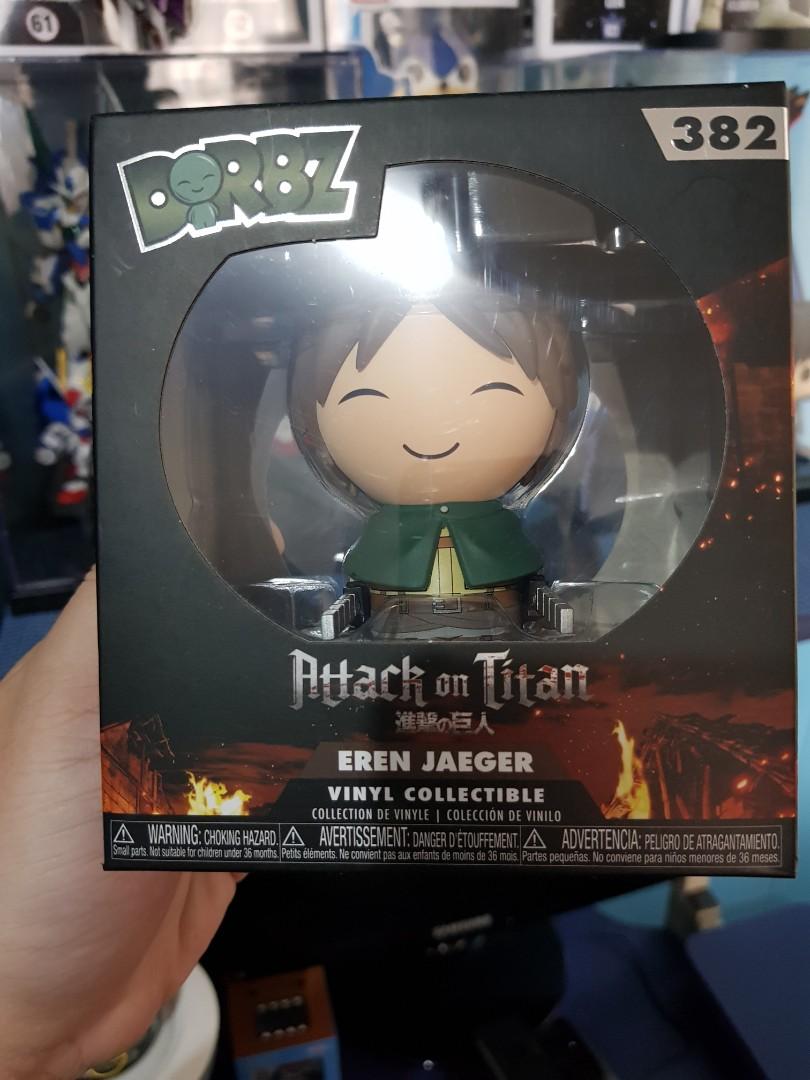 61
DORBZ
382
Attack on Titan
進撃の巨人
EREN JAEGER
VINYL COLLECTIBLE
COLLECTION DE VINYLE | COLECCIÓN DE VINILO
WARNING: CHOKING HAZARD. AVERTISSEMENT: DANGER D'ÉTOUFFEMENT. ADVERTENCIA: PELIGRO DE ATRAGANTAMIENTO.
Small parts. Not suitable for children under 36 months. Petits éléments. Ne convient pas aux enfants de moins de 36 mois. Partes pequeñas. No conviene para niños menores de 36 meses.